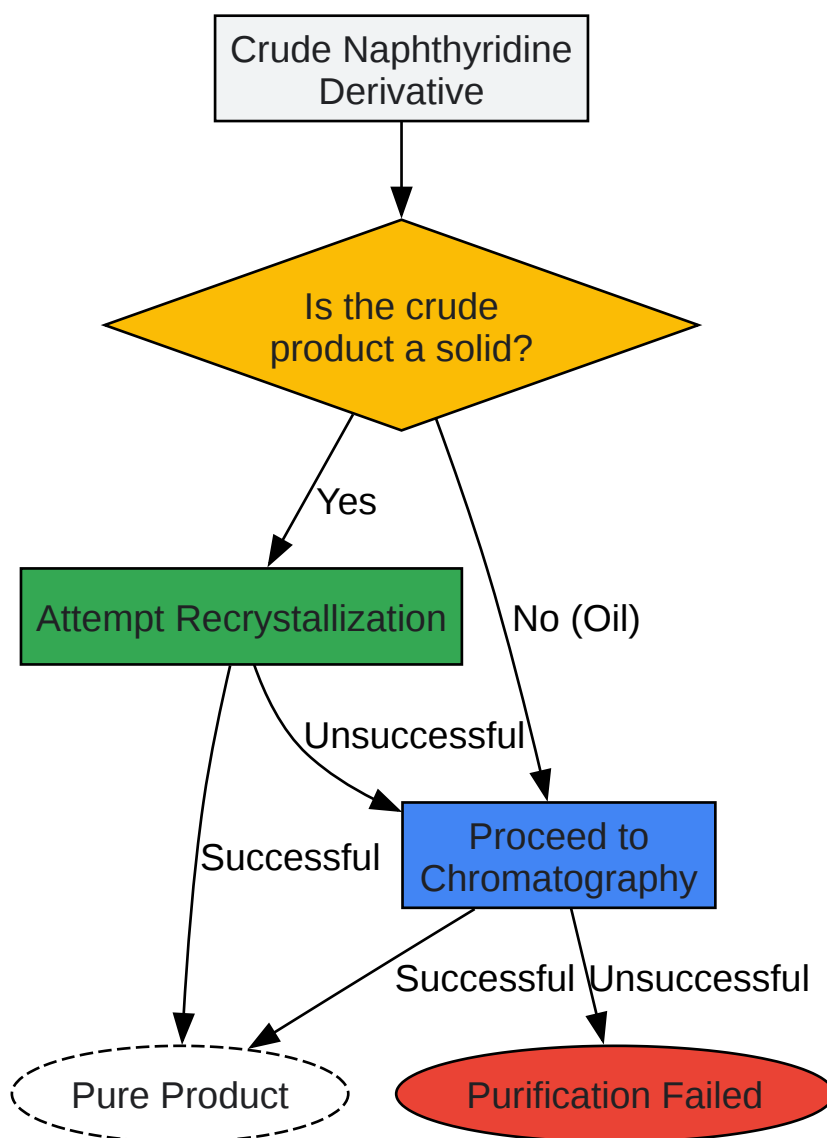 Crude Naphthyridine
Derivative
Is the crude
product a solid?
Yes
Attempt Recrystallization
No (Oil)
Unsuccessful
Proceed to
Chromatography
Successful
Successful
Unsuccessful
Pure Product
Purification Failed